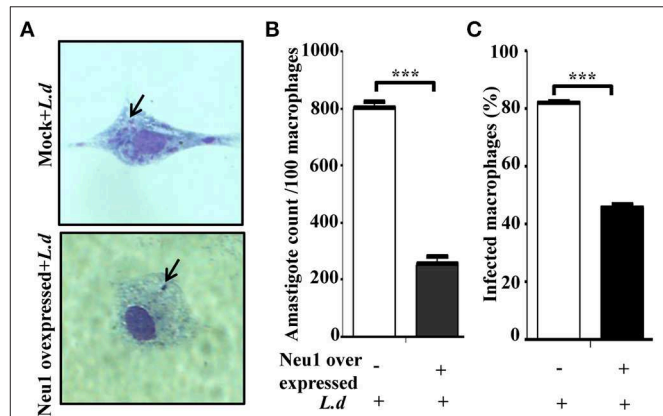 A
Mock+L.d
Neu1 ovexpressed+L.d
B
Amastigote count /100 macrophages
1000
800
600
400
200
0
***
Neu1 over
expressed
- +
L.d
+ +
C
Infected macrophages (%)
100
80
60
40
20
0
***
- +
+ +